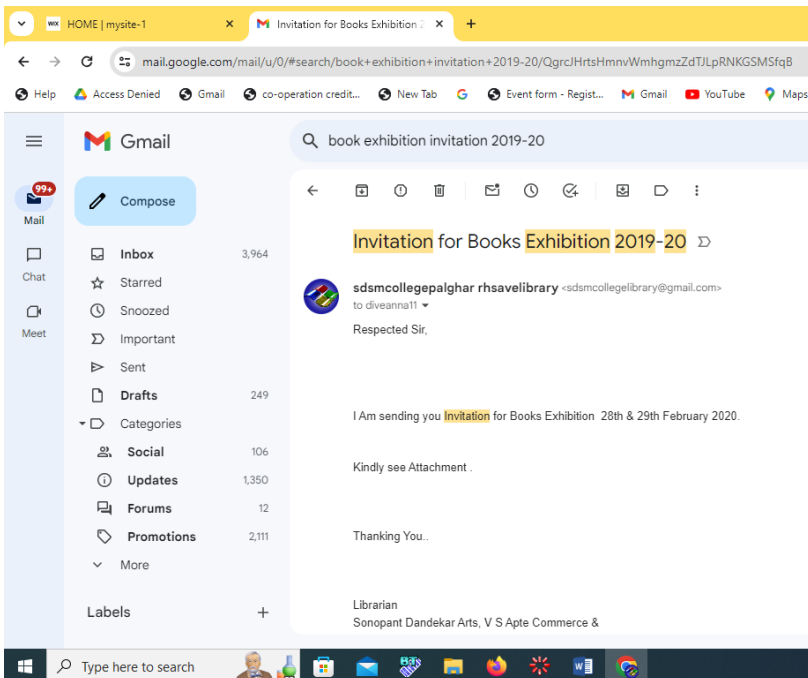 WIX HOME | mysite-1
Invitation for Books Exhibition 2
mail.google.com/mail/u/0/#search/book+exhibition+invitation+2019-20/QgrcJHrtsHmnvWmhgmzZdTJLpRNKGSMSfqB
Help Access Denied Gmail co-operation credit... New Tab Event form - Regist... Gmail YouTube Maps
Gmail
book exhibition invitation 2019-20
99+
Mail
Chat
Meet
Compose
Inbox 3,964
Starred
Snoozed
Important
Sent
Drafts 249
Categories
Social 106
Updates 1,350
Forums 12
Promotions 2,111
More
Labels +
Invitation for Books Exhibition 2019-20
sdsmcollegepalghar rhsavelibrary <sdsmcollegelibrary@gmail.com>
to diveanna11
Respected Sir,
I Am sending you Invitation for Books Exhibition 28th & 29th February 2020.
Kindly see Attachment .
Thanking You..
Librarian
Sonopant Dandekar Arts, V S Apte Commerce &
Type here to search